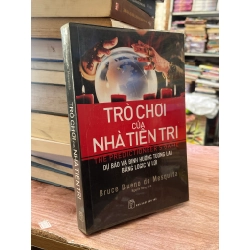 TRÒ CHƠI
CỦA
NHÀ TIÊN TRI
THE PREDICTIONEER'S GAME
DỰ BÁO VÀ ĐỊNH HƯỚNG TƯƠNG LAI
BẰNG LOGIC VỊ LỢI
Bruce Bueno de Mesquita
TRÒ CHƠI CỦA NHÀ TIÊN TRI